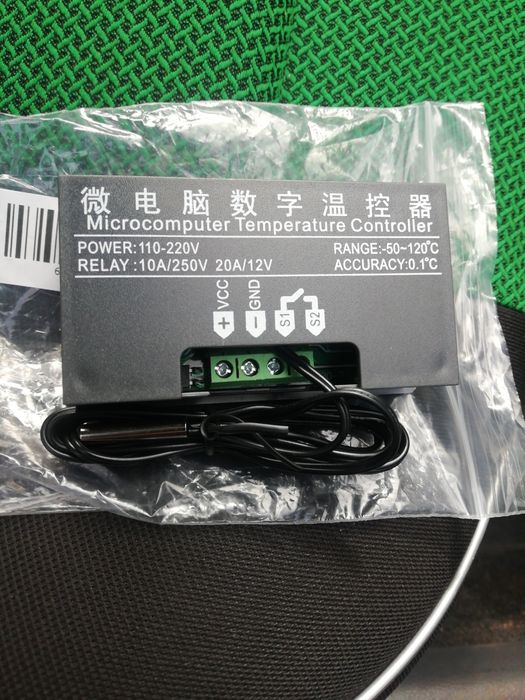 微电脑数字温控器
Microcomputer Temperature Controller
POWER:110-220V RANGE:-50~120℃
RELAY :10A/250V 20A/12V ACCURACY:0.1℃
+ VCC - GND S1 S2
6